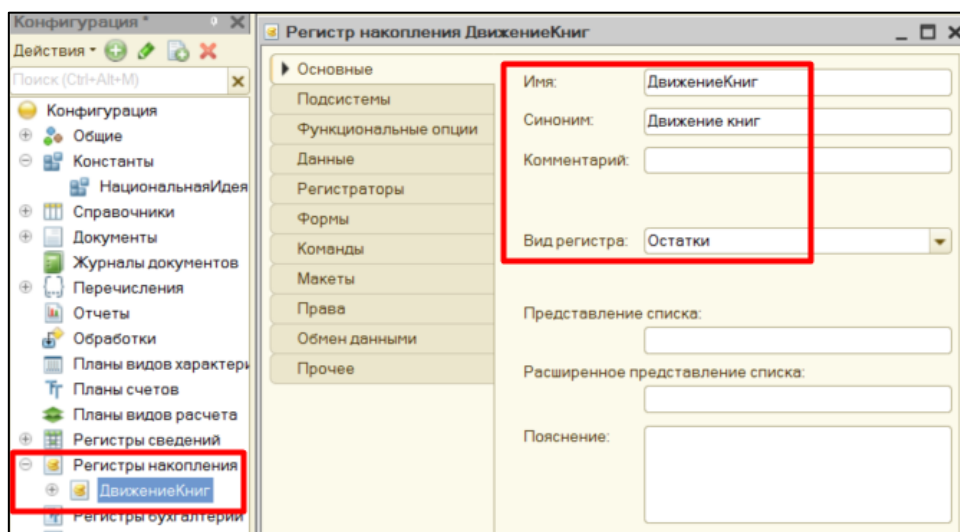 Конфигурация *
Действия
Поиск (Ctrl+Alt+M)
Конфигурация
Общие
Константы
НациональнаяИдея
Справочники
Документы
Журналы документов
Перечисления
Отчеты
Обработки
Планы видов характери
Планы счетов
Планы видов расчета
Регистры сведений
Регистры накопления
ДвижениеКниг
Регистры бухгалтерии
Регистр накопления ДвижениеКниг
Основные
Подсистемы
Функциональные опции
Данные
Регистраторы
Формы
Команды
Макеты
Права
Обмен данными
Прочее
Имя: ДвижениеКниг
Синоним: Движение книг
Комментарий:
Вид регистра: Остатки
Представление списка:
Расширенное представление списка:
Пояснение: